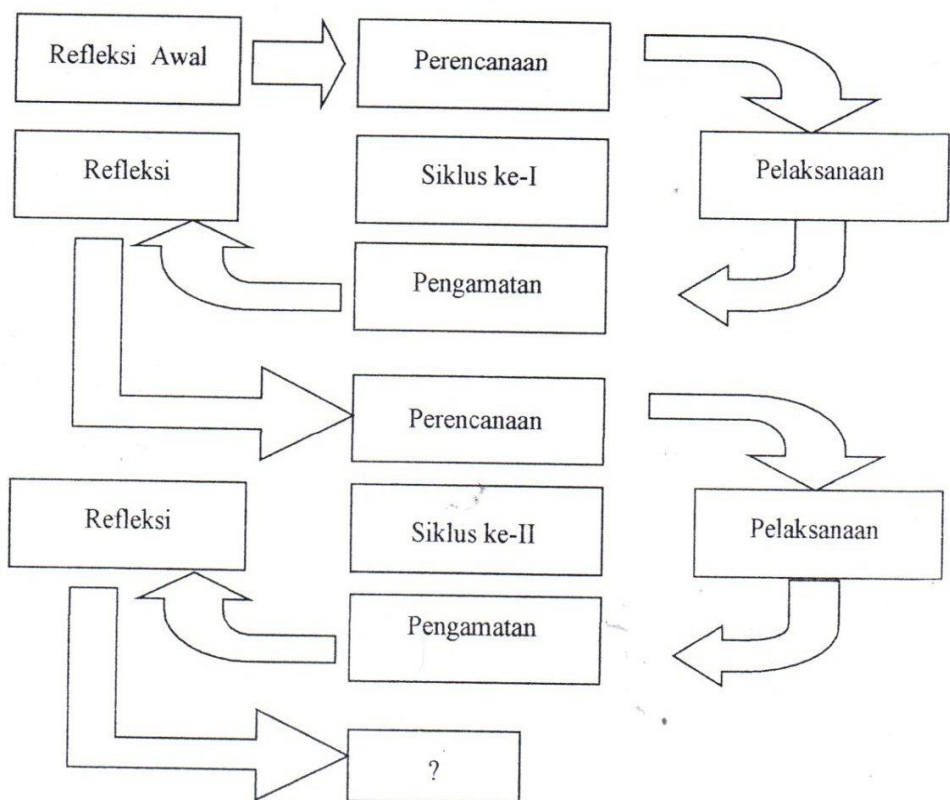 Refleksi Awal
Perencanaan
Refleksi
Siklus ke-I
Pelaksanaan
Pengamatan
Perencanaan
Refleksi
Siklus ke-II
Pelaksanaan
Pengamatan
?